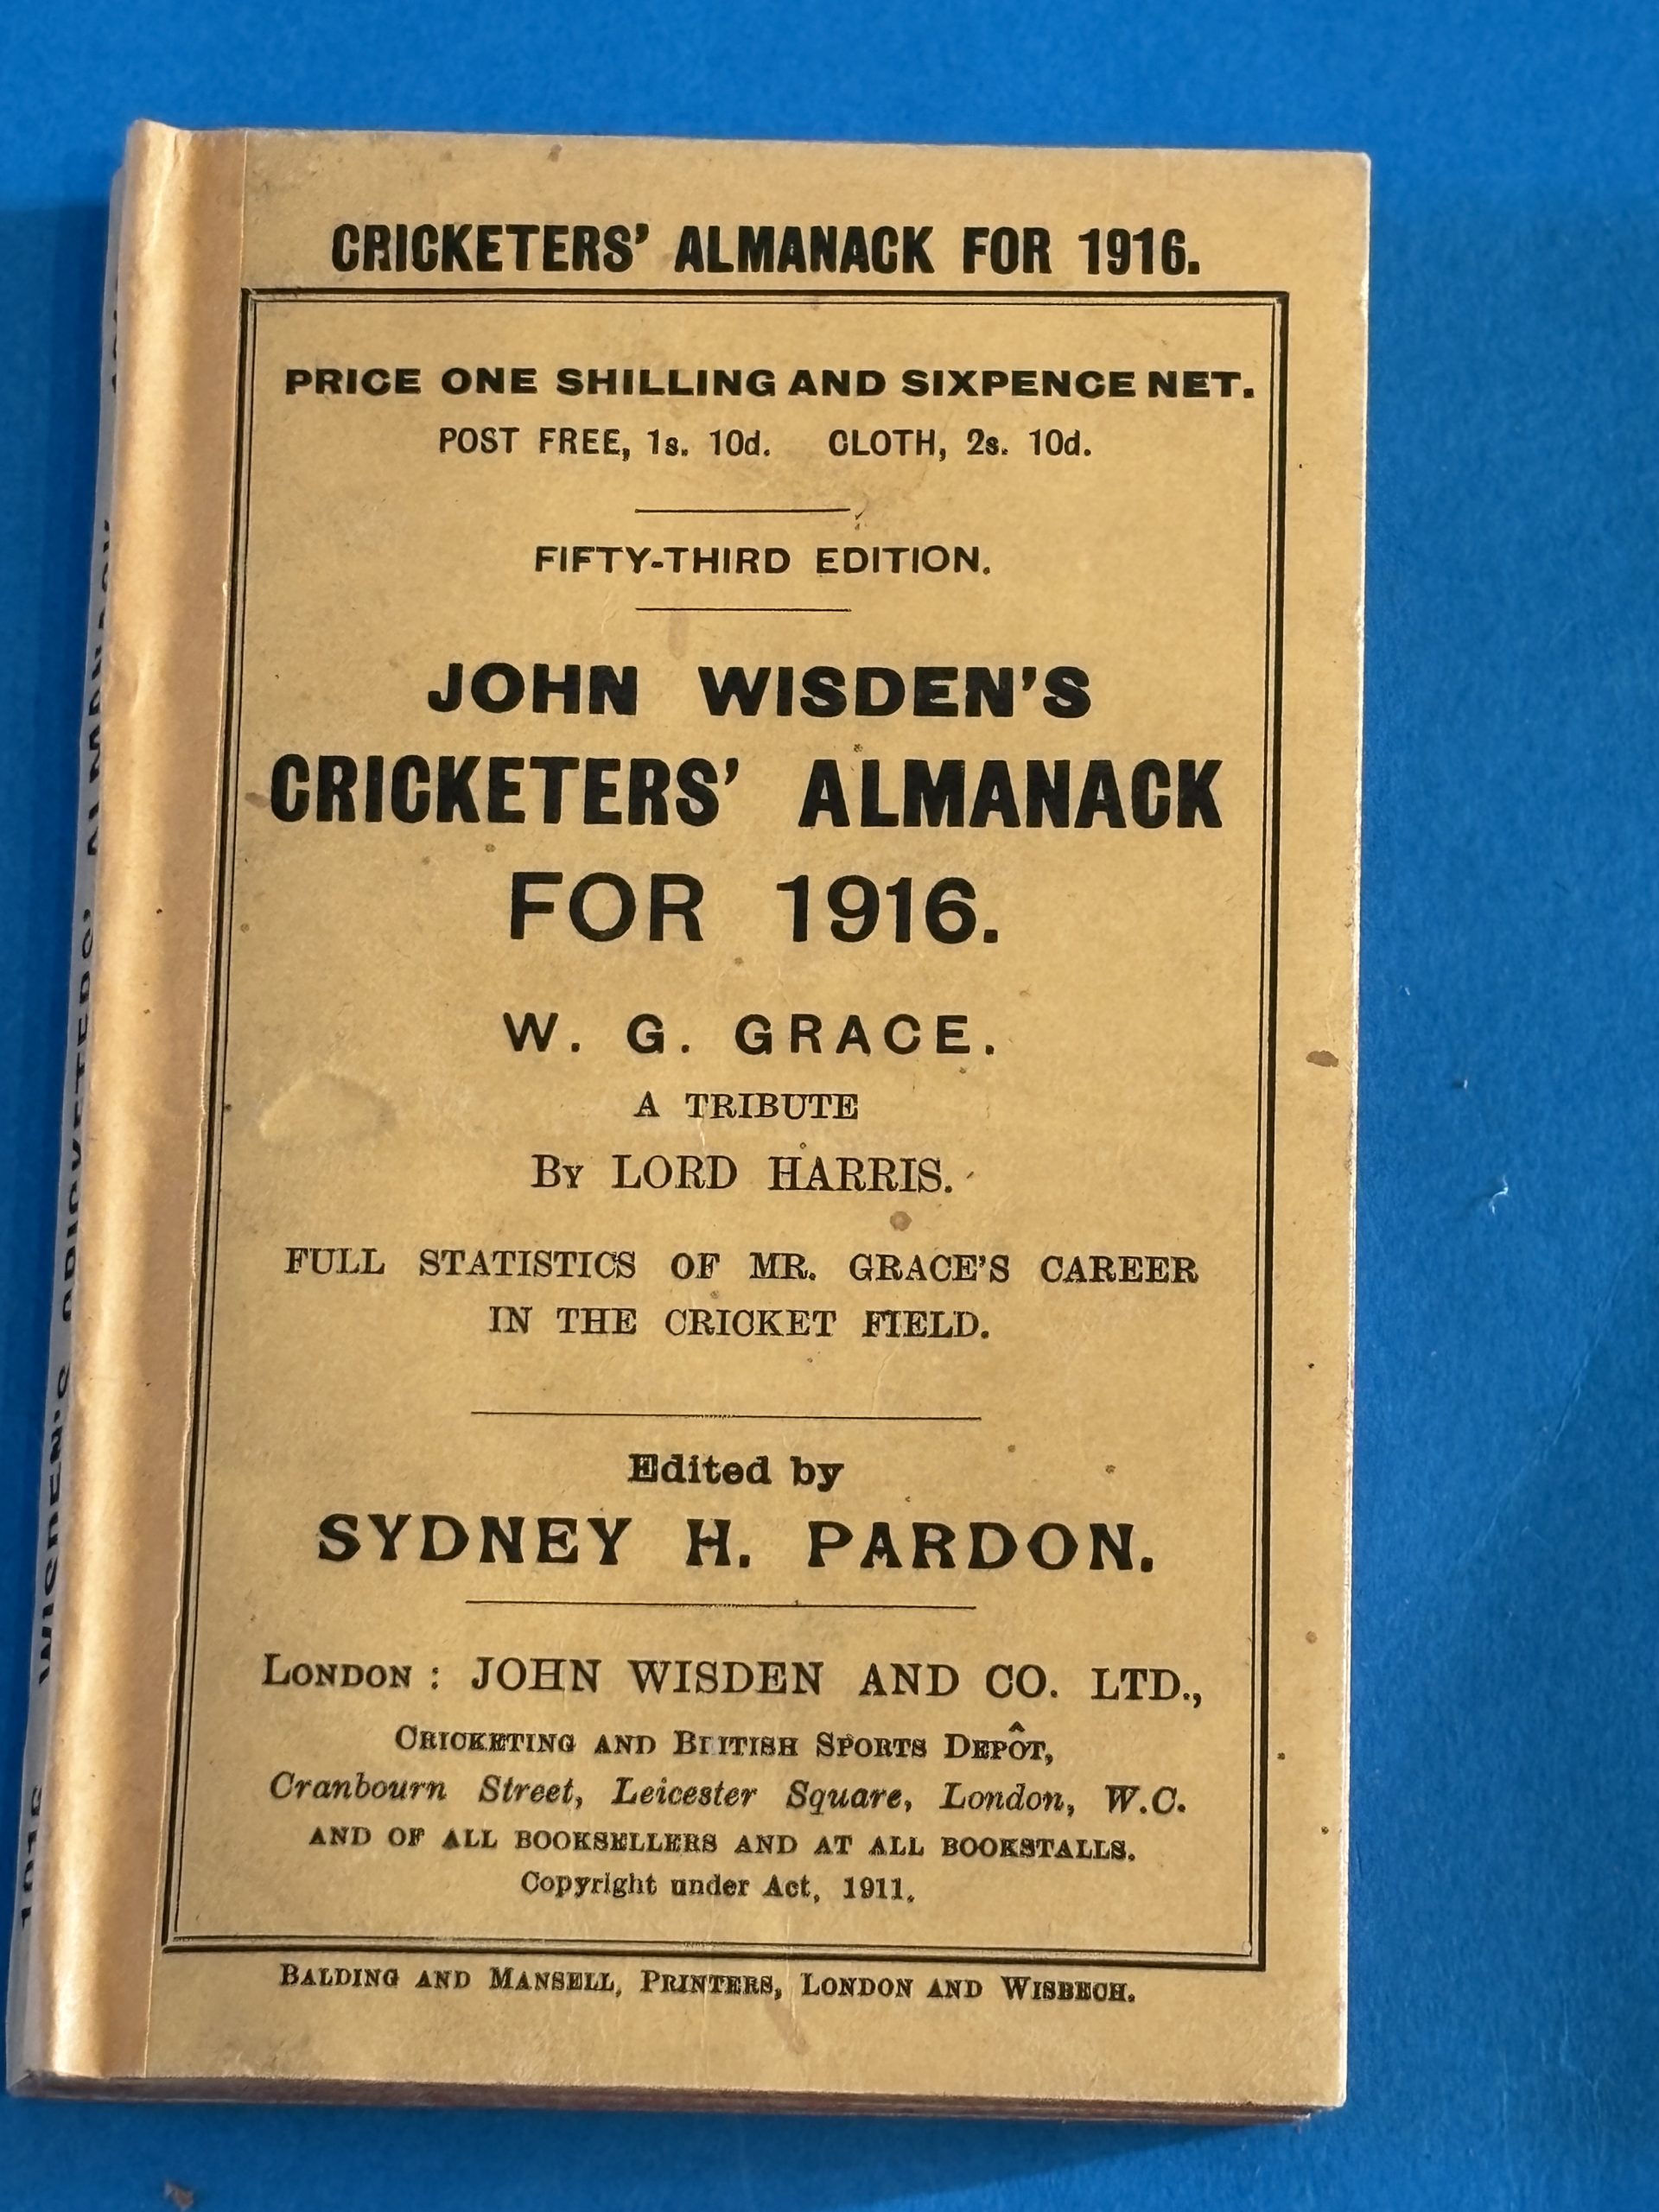 CRICKETERS' ALMANACK FOR 1916.
PRICE ONE SHILLING AND SIXPENCE NET.
POST FREE, 1s. 10d. CLOTH, 2s. 10d.
FIFTY-THIRD EDITION.
JOHN WISDEN'S
CRICKETERS' ALMANACK
FOR 1916.
W. G. GRACE.
A TRIBUTE
BY LORD HARRIS.
FULL STATISTICS OF MR. GRACE'S CAREER
IN THE CRICKET FIELD.
Edited by
SYDNEY H. PARDON.
LONDON : JOHN WISDEN AND CO. LTD.,
CRICKETING AND BRITISH SPORTS DEPÔT,
Cranbourn Street, Leicester Square, London, W.C.
AND OF ALL BOOKSELLERS AND AT ALL BOOKSTALLS.
Copyright under Act, 1911.
BALDING AND MANSELL, PRINTERS, LONDON AND WISBECH.
1916 WISDEN'S CRICKETERS' ALMANACK